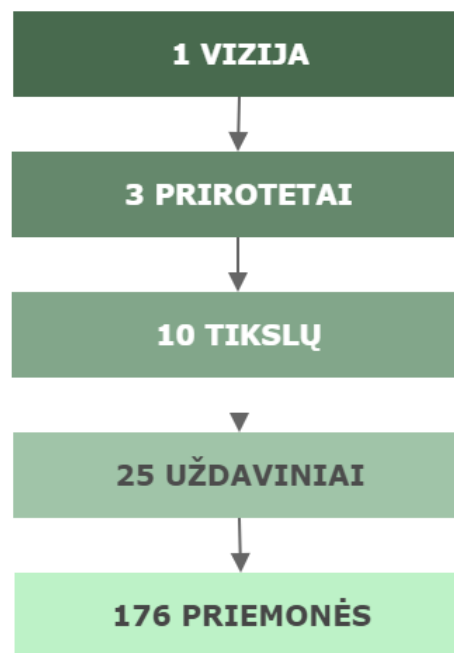 1 VIZIJA
3 PRIROTETAI
10 TIKSLŲ
25 UŽDAVINIAI
176 PRIEMONĖS